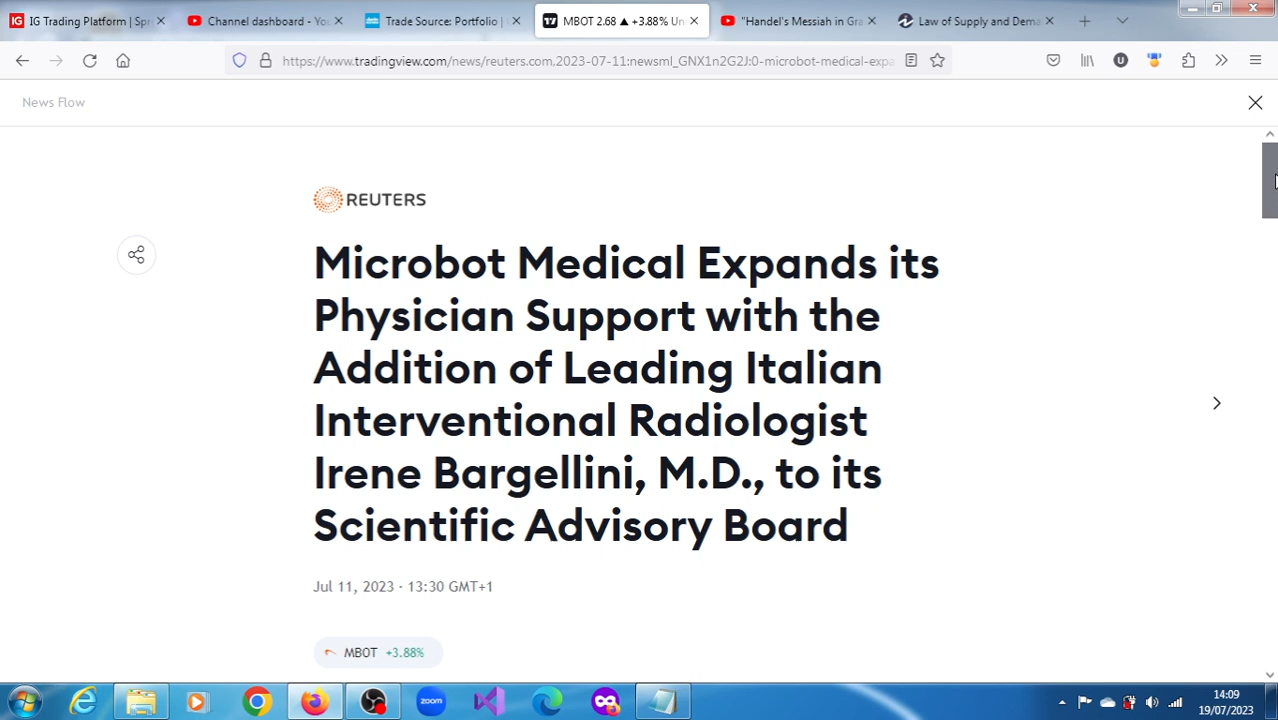 IG Trading Platform | Spre
Channel dashboard - You
Trade Source: Portfolio |
MBOT 2.68 ▲ +3.88% Un
"Handel's Messiah in Gra
Law of Supply and Dema
https://www.tradingview.com/news/reuters.com,2023-07-11:newsml_GNX1n2G2J:0-microbot-medical-expa
News Flow
REUTERS
Microbot Medical Expands its
Physician Support with the
Addition of Leading Italian
Interventional Radiologist
Irene Bargellini, M.D., to its
Scientific Advisory Board
Jul 11, 2023 · 13:30 GMT+1
MBOT +3.88%
zoom
14:09
19/07/2023